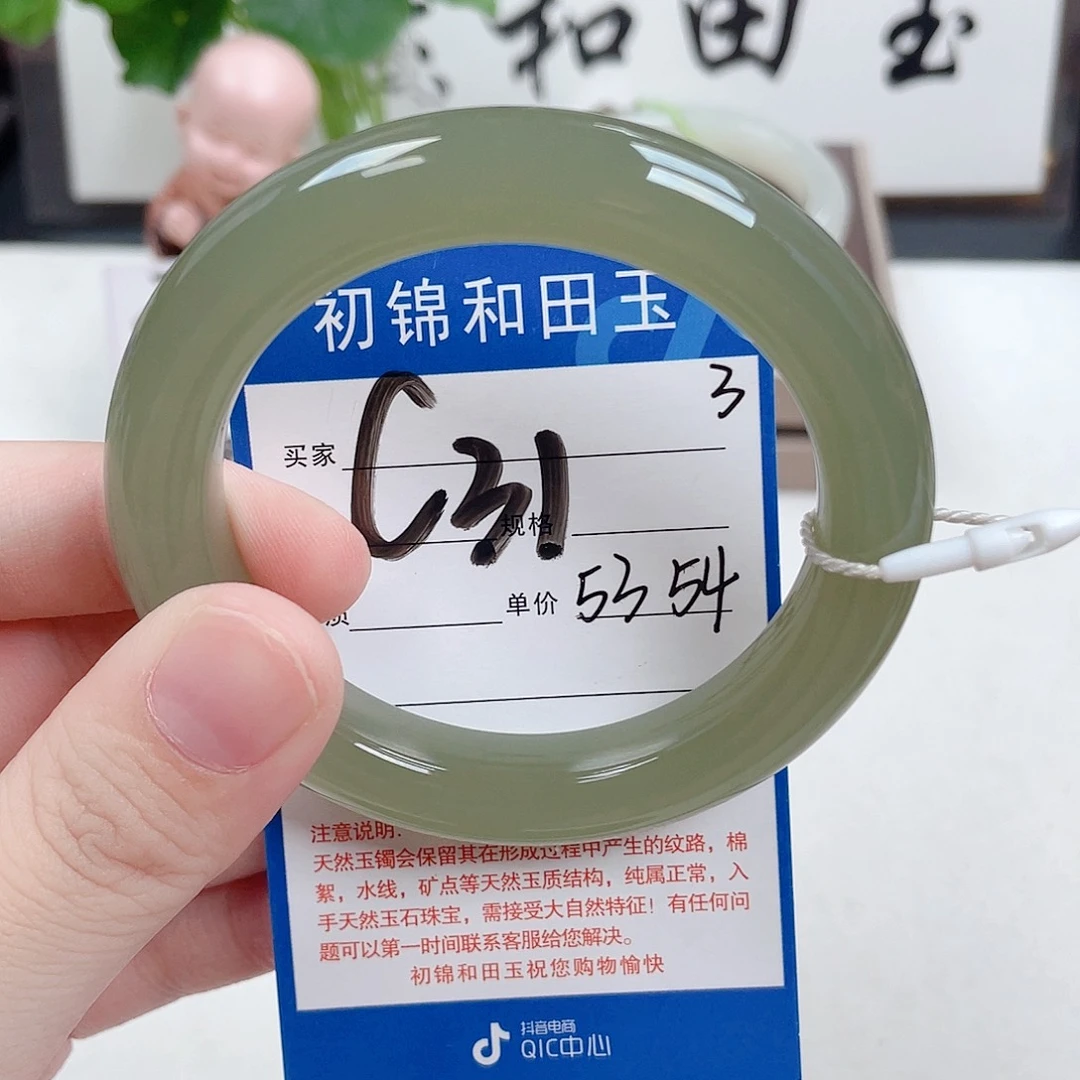 和田玉
初锦和田玉
3
买家
C31
规格
单价 53 54
注意说明:
天然玉镯会保留其在形成过程中产生的纹路，棉
絮，水线，矿点等天然玉质结构，纯属正常，入
手天然玉石珠宝，需接受大自然特征！有任何问
题可以第一时间联系客服给您解决。
初锦和田玉祝您购物愉快
抖音电商
QIC中心